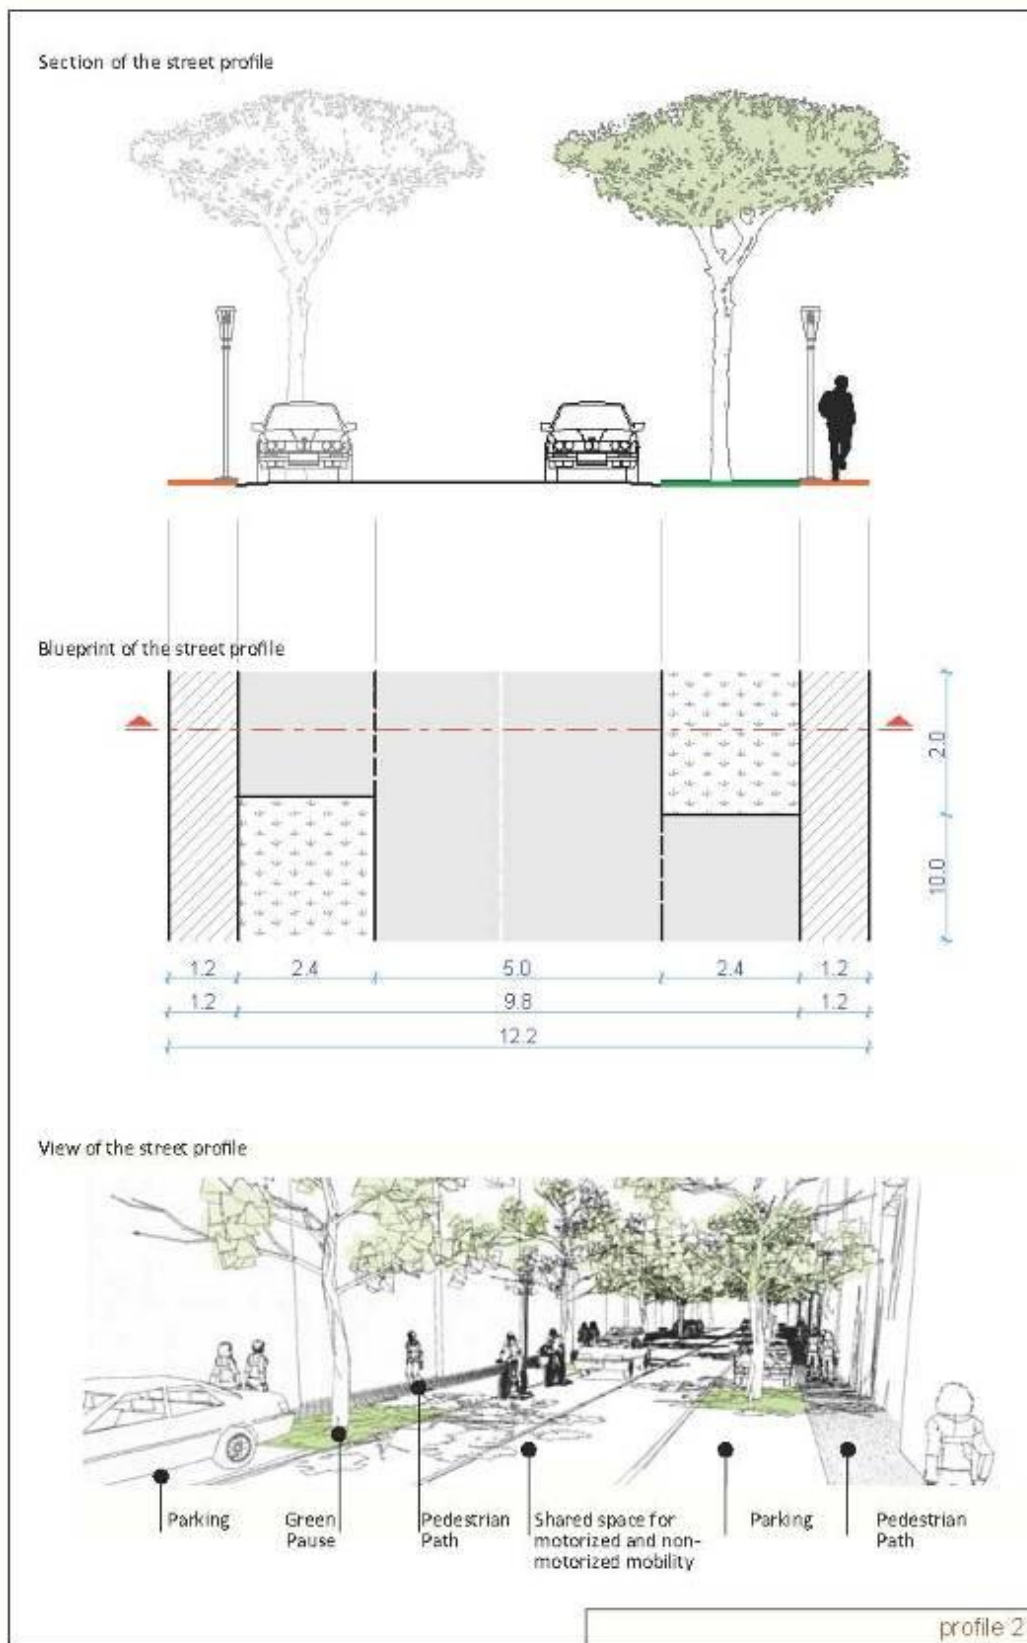 Section of the street profile
Blueprint of the street profile
2.0
10.0
1.2 2.4 5.0 2.4 1.2
1.2 9.8 1.2
12.2
View of the street profile
Parking
Green
Pause
Pedestrian
Path
Shared space for
motorized and non-
motorized mobility
Parking
Pedestrian
Path
profile 2